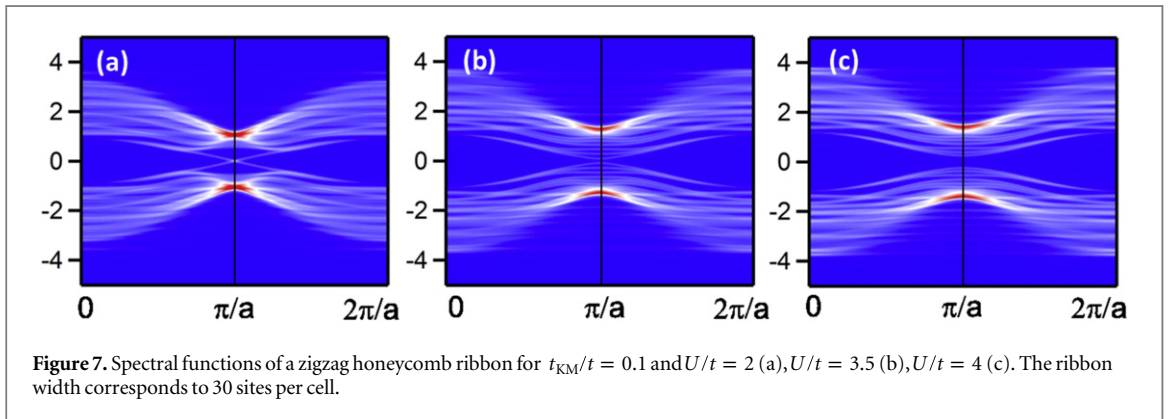 (a) (b) (c)
4 4 4
2 2 2
0 0 0
-2 -2 -2
-4 -4 -4
0 π/a 2π/a 0 π/a 2π/a 0 π/a 2π/a
Figure 7. Spectral functions of a zigzag honeycomb ribbon for t_KM/t = 0.1 and U/t = 2 (a), U/t = 3.5 (b), U/t = 4 (c). The ribbon
width corresponds to 30 sites per cell.